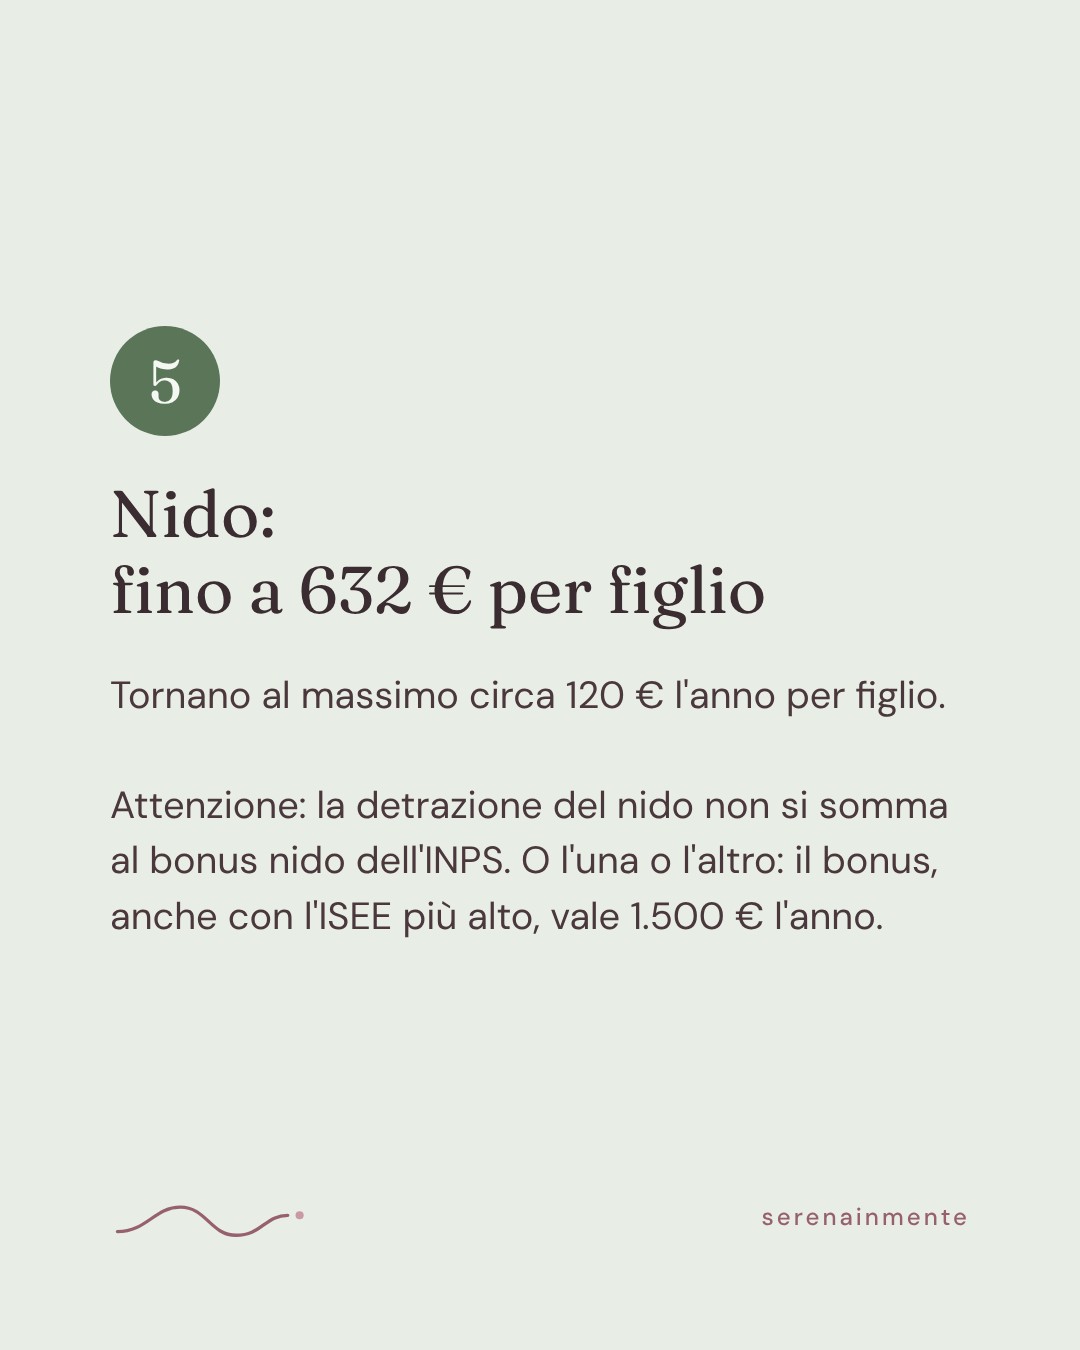 5
Nido:
fino a 632 € per figlio
Tornano al massimo circa 120 € l'anno per figlio.
Attenzione: la detrazione del nido non si somma
al bonus nido dell'INPS. O l'una o l'altro: il bonus,
anche con l'ISEE più alto, vale 1.500 € l'anno.
serenainmente